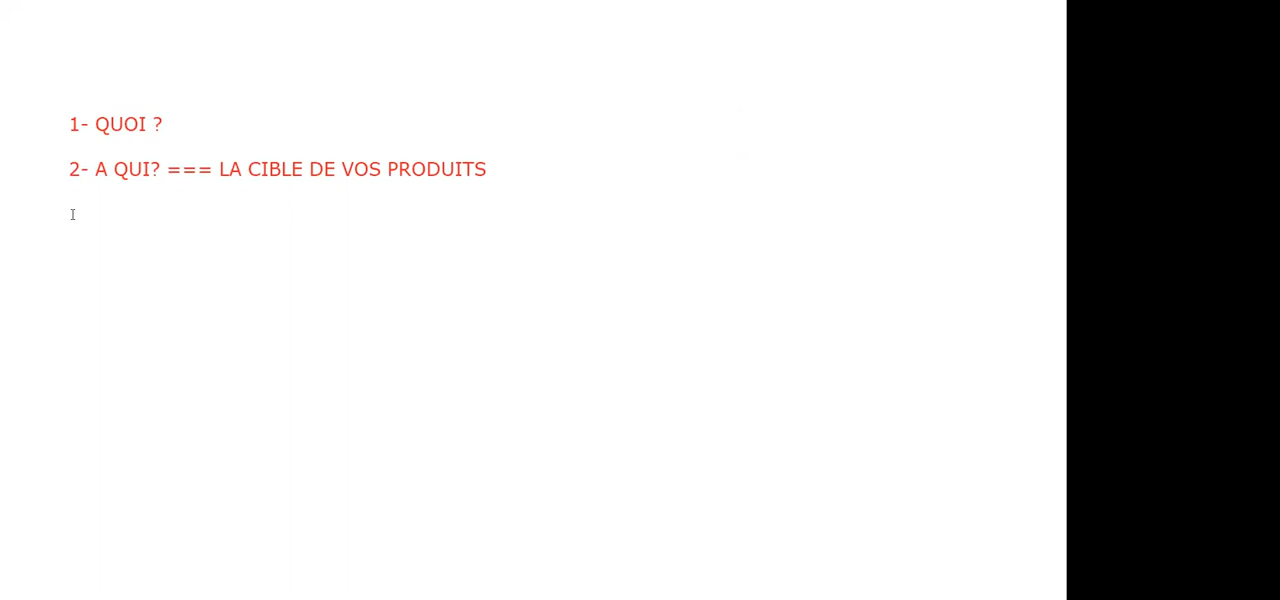 1- QUOI ?
2- A QUI? === LA CIBLE DE VOS PRODUITS